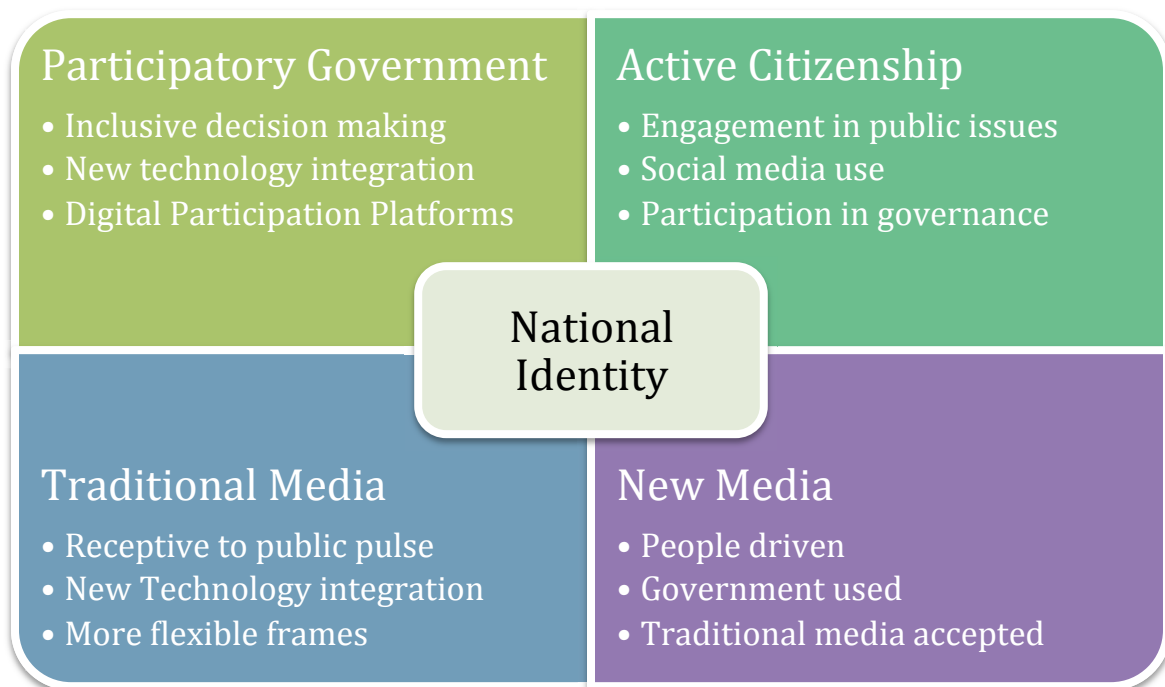 Participatory Government
• Inclusive decision making
• New technology integration
• Digital Participation Platforms
Active Citizenship
• Engagement in public issues
• Social media use
• Participation in governance
National
Identity
Traditional Media
• Receptive to public pulse
• New Technology integration
• More flexible frames
New Media
• People driven
• Government used
• Traditional media accepted